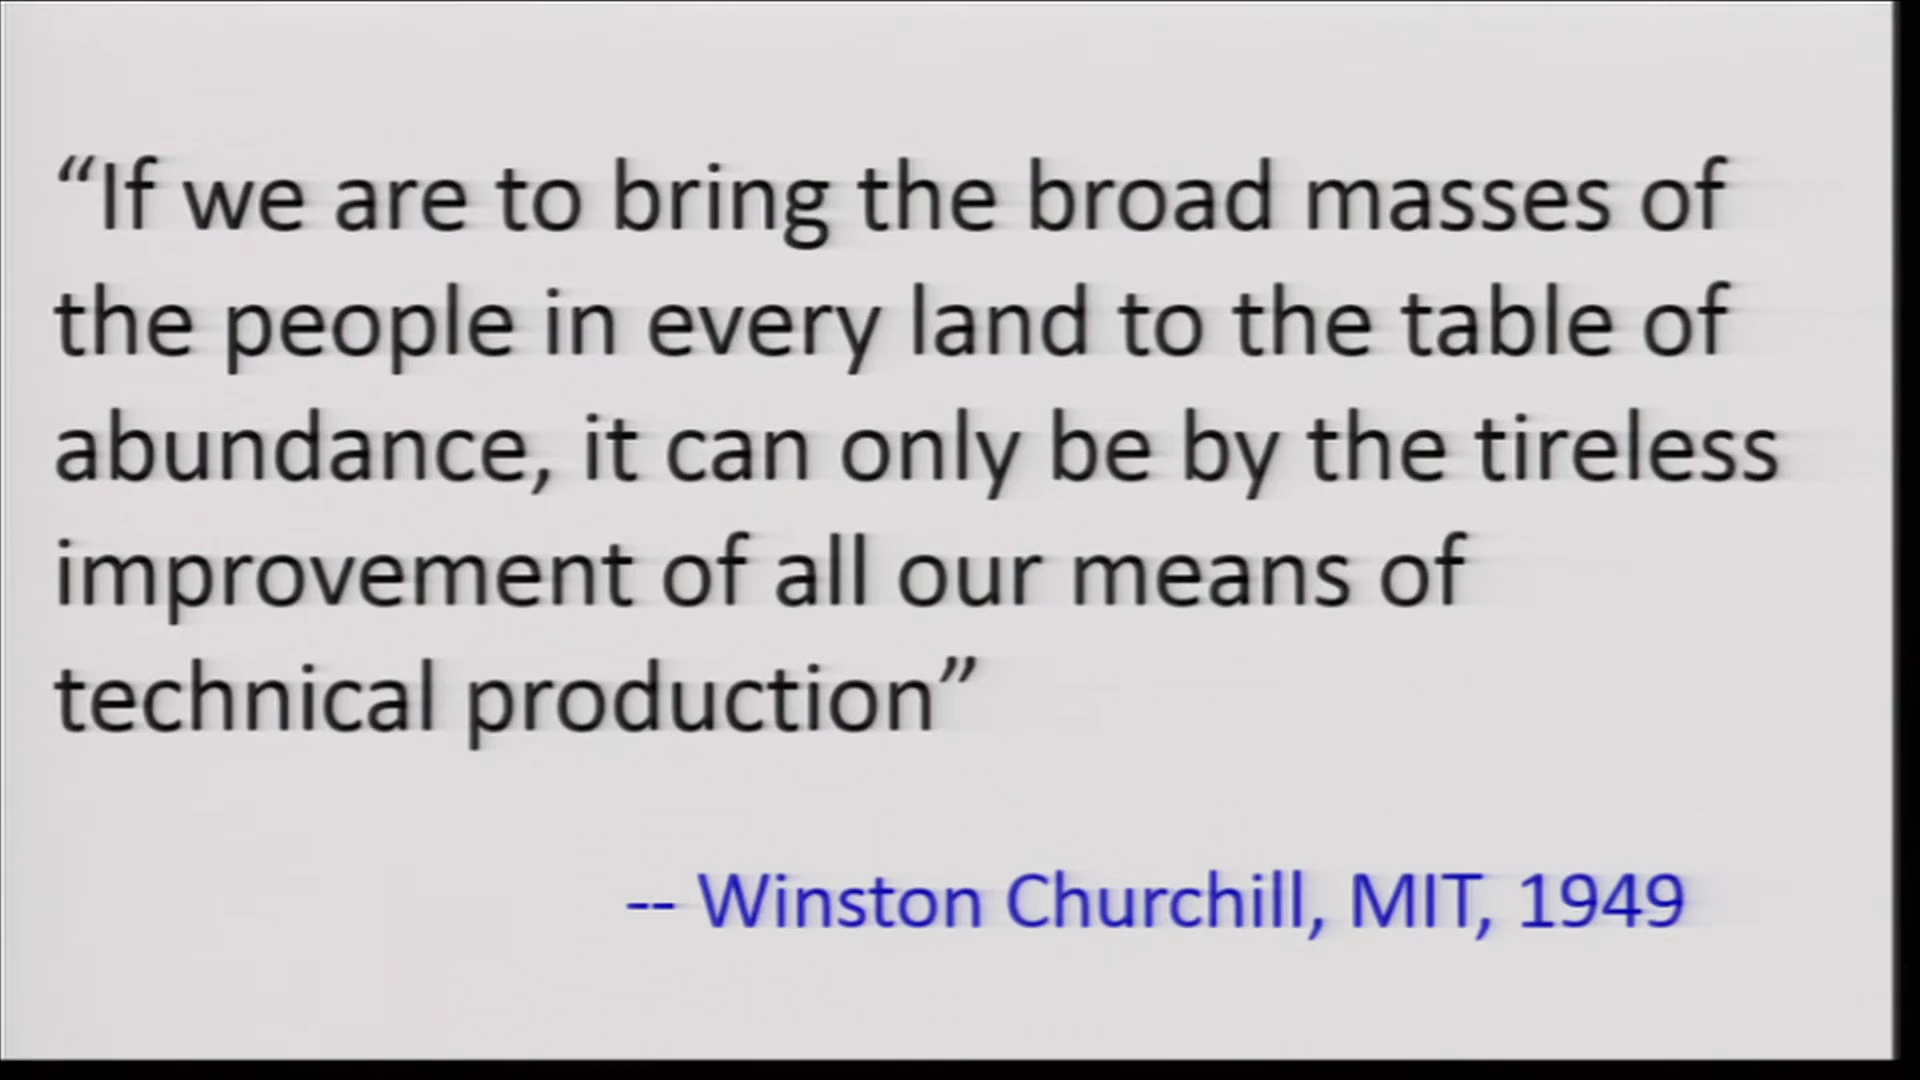 “If we are to bring the broad masses of
the people in every land to the table of
abundance, it can only be by the tireless
improvement of all our means of
technical production”
-- Winston Churchill, MIT, 1949